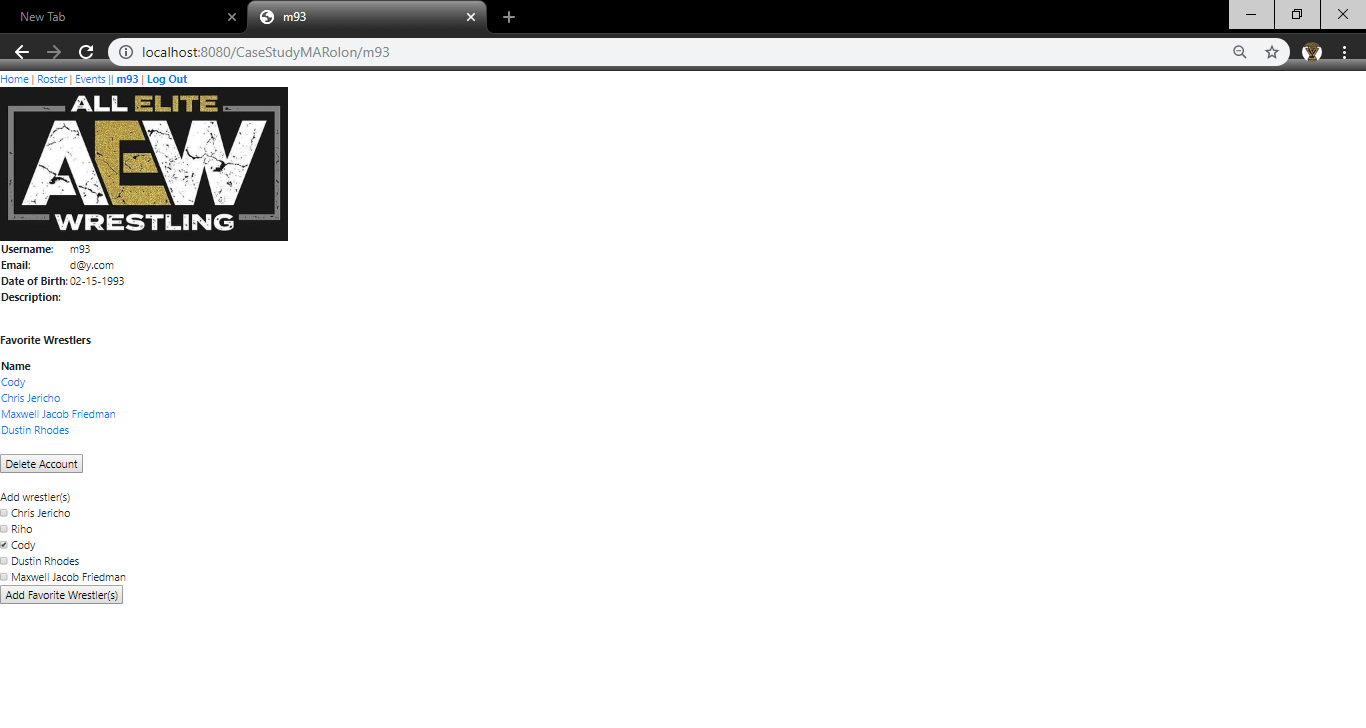 New Tab
m93
localhost:8080/CaseStudyMARolon/m93
Home | Roster | Events || m93 | Log Out
ALL ELITE
AEW
WRESTLING
Username: m93
Email: d@y.com
Date of Birth: 02-15-1993
Description:
Favorite Wrestlers
Name
Cody
Chris Jericho
Maxwell Jacob Friedman
Dustin Rhodes
Delete Account
Add wrestler(s)
Chris Jericho
Riho
Cody
Dustin Rhodes
Maxwell Jacob Friedman
Add Favorite Wrestler(s)